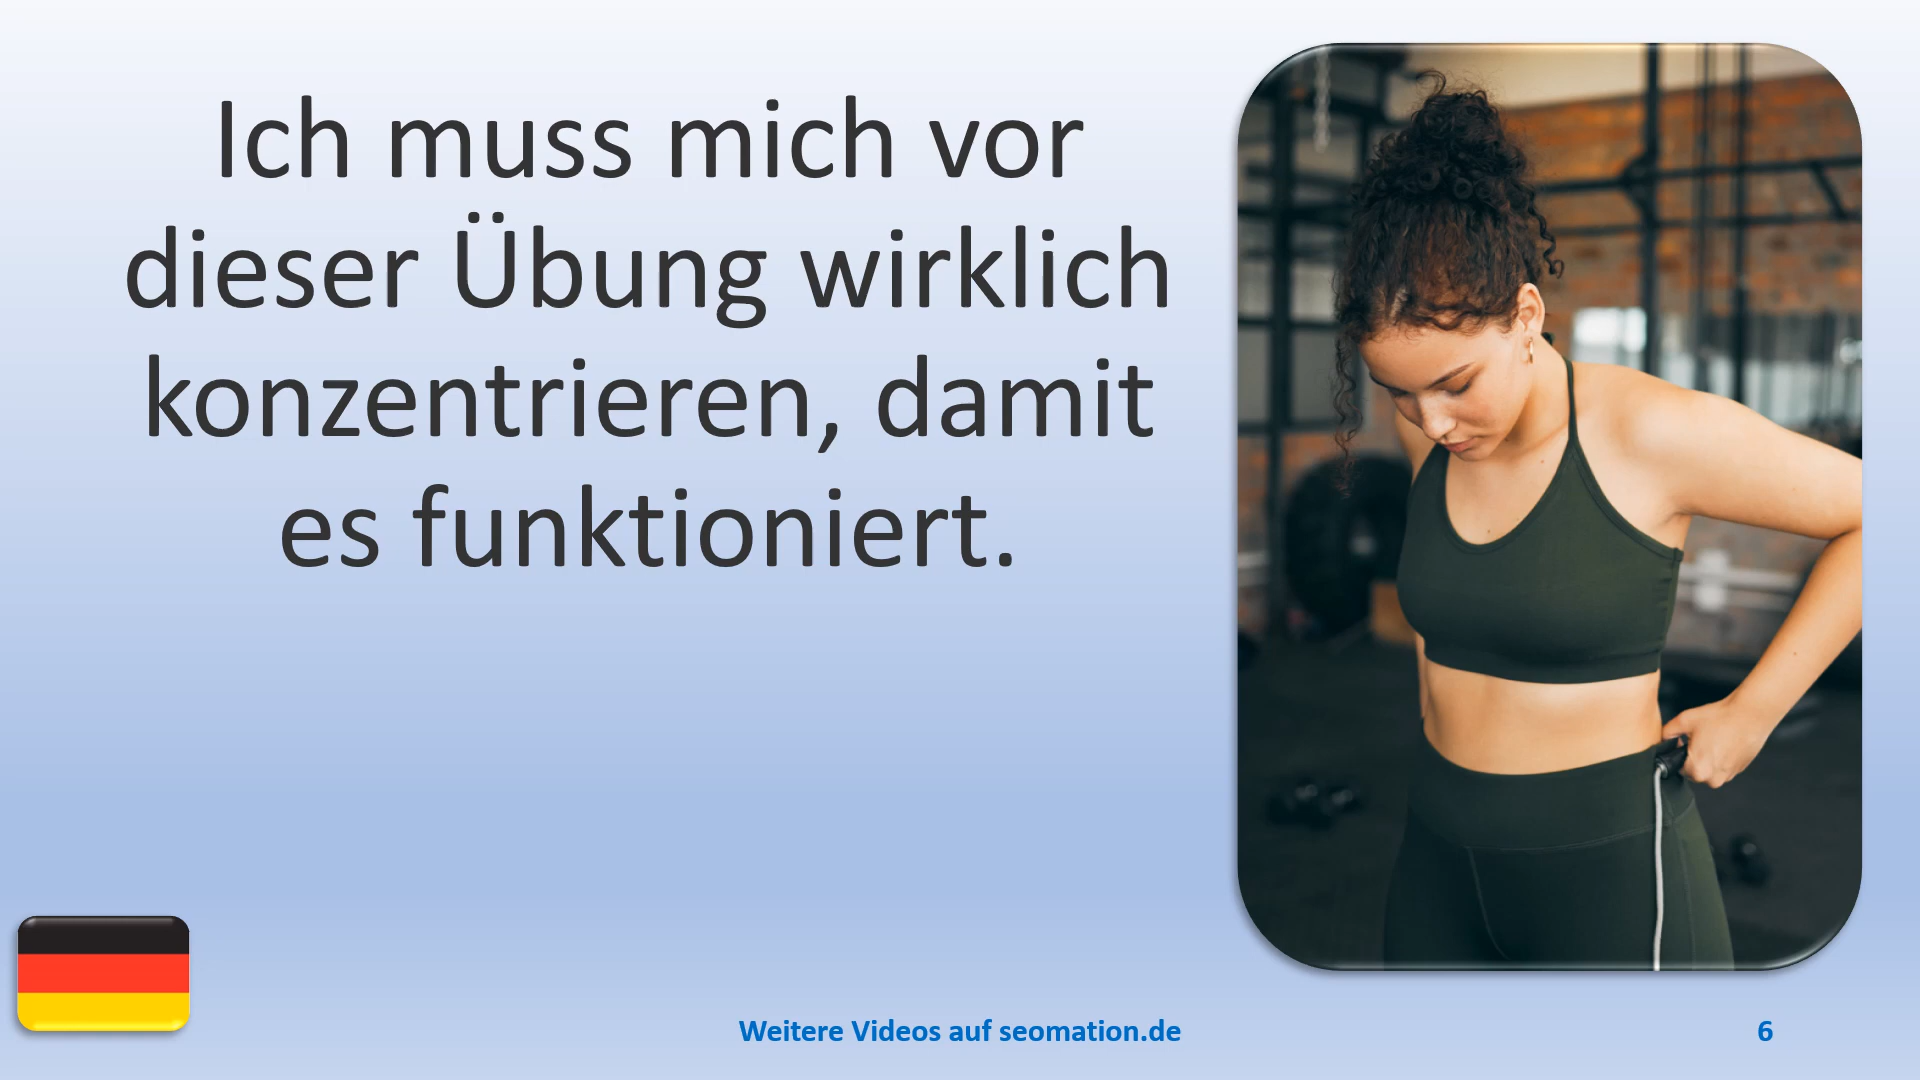 Ich muss mich vor
dieser Übung wirklich
konzentrieren, damit
es funktioniert.
Weitere Videos auf seomation.de
6